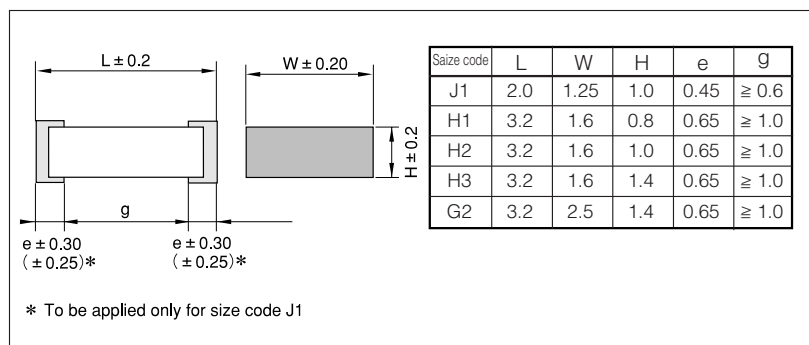 L ± 0.2
W ± 0.20
H ± 0.2
g
e ± 0.30
( ± 0.25)*
e ± 0.30
( ± 0.25)*
* To be applied only for size code J1
Saize code L W H e g
J1 2.0 1.25 1.0 0.45 ≧ 0.6
H1 3.2 1.6 0.8 0.65 ≧ 1.0
H2 3.2 1.6 1.0 0.65 ≧ 1.0
H3 3.2 1.6 1.4 0.65 ≧ 1.0
G2 3.2 2.5 1.4 0.65 ≧ 1.0